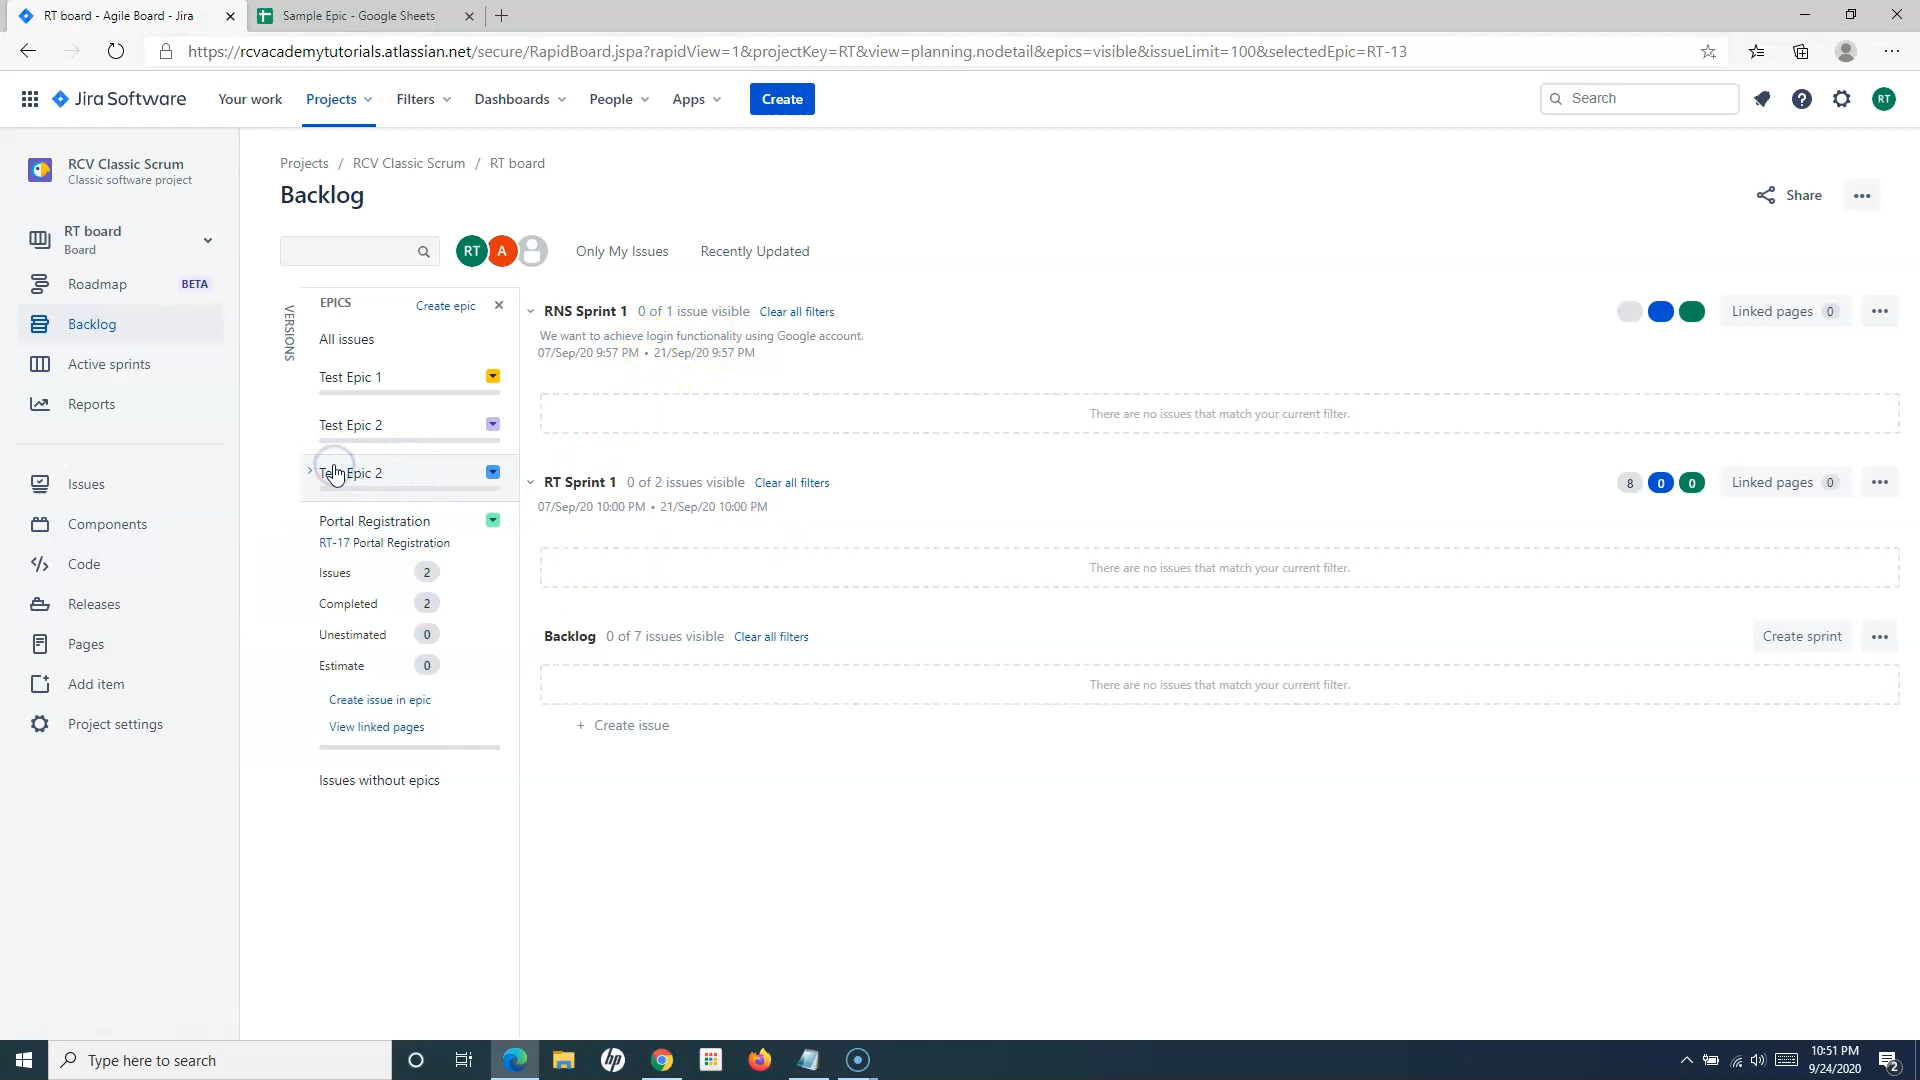 RT board - Agile Board - Jira
Sample Epic - Google Sheets
https://rcvacademytutorials.atlassian.net/secure/RapidBoard.jspa?rapidView=1&projectKey=RT&view=planning.nodetail&epics=visible&issueLimit=100&selectedEpic=RT-13
Jira Software
Your work
Projects
Filters
Dashboards
People
Apps
Create
Search
RT
RCV Classic Scrum
Classic software project
RT board
Board
Roadmap
BETA
Backlog
Active sprints
Reports
Issues
Components
Code
Releases
Pages
Add item
Project settings
Projects / RCV Classic Scrum / RT board
Backlog
Share
RT
A
Only My Issues
Recently Updated
VERSIONS
EPICS
Create epic
All issues
Test Epic 1
Test Epic 2
Epic 2
Portal Registration
RT-17 Portal Registration
Issues 2
Completed 2
Unestimated 0
Estimate 0
Create issue in epic
View linked pages
Issues without epics
RNS Sprint 1 0 of 1 issue visible Clear all filters
Linked pages 0
We want to achieve login functionality using Google account.
07/Sep/20 9:57 PM • 21/Sep/20 9:57 PM
There are no issues that match your current filter.
RT Sprint 1 0 of 2 issues visible Clear all filters
8 0 0 Linked pages 0
07/Sep/20 10:00 PM • 21/Sep/20 10:00 PM
There are no issues that match your current filter.
Backlog 0 of 7 issues visible Clear all filters
Create sprint
There are no issues that match your current filter.
+ Create issue
Type here to search
hp
10:51 PM
9/24/2020
2